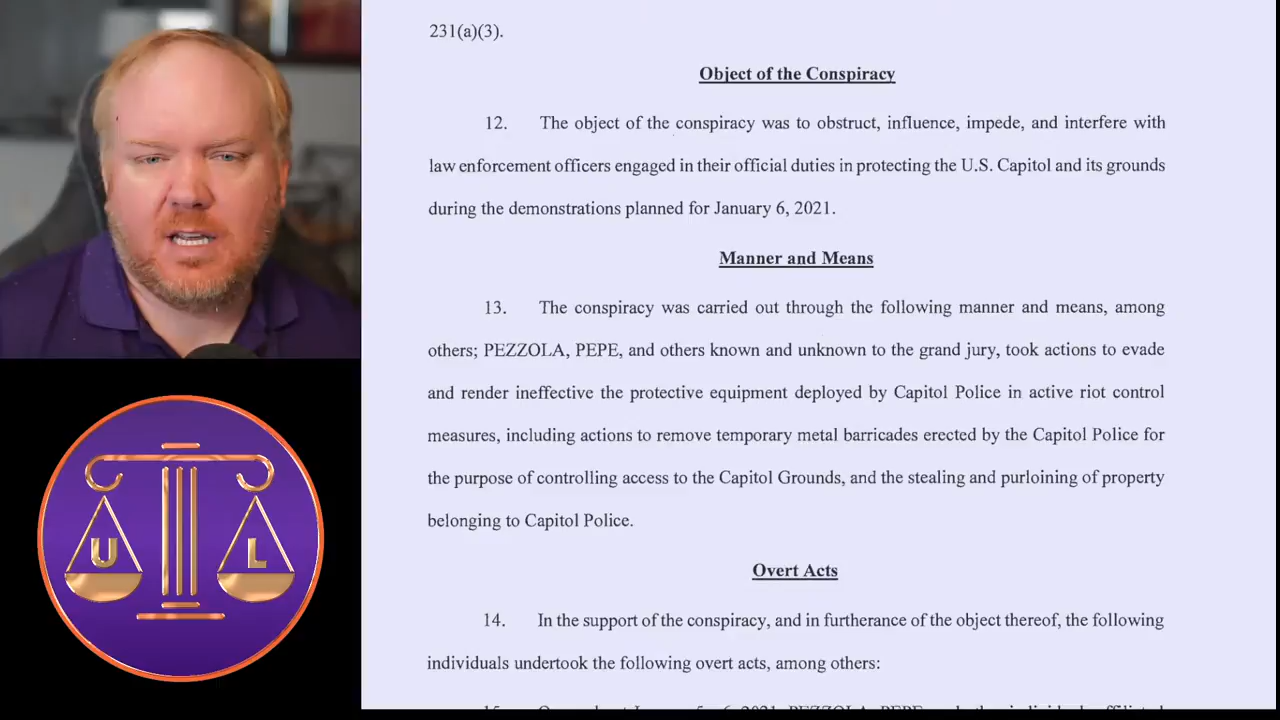 231(a)(3).
Object of the Conspiracy
12. The object of the conspiracy was to obstruct, influence, impede, and interfere with
law enforcement officers engaged in their official duties in protecting the U.S. Capitol and its grounds
during the demonstrations planned for January 6, 2021.
Manner and Means
13. The conspiracy was carried out through the following manner and means, among
others; PEZZOLA, PEPE, and others known and unknown to the grand jury, took actions to evade
and render ineffective the protective equipment deployed by Capitol Police in active riot control
measures, including actions to remove temporary metal barricades erected by the Capitol Police for
the purpose of controlling access to the Capitol Grounds, and the stealing and purloining of property
belonging to Capitol Police.
Overt Acts
14. In the support of the conspiracy, and in furtherance of the object thereof, the following
individuals undertook the following overt acts, among others:
U L